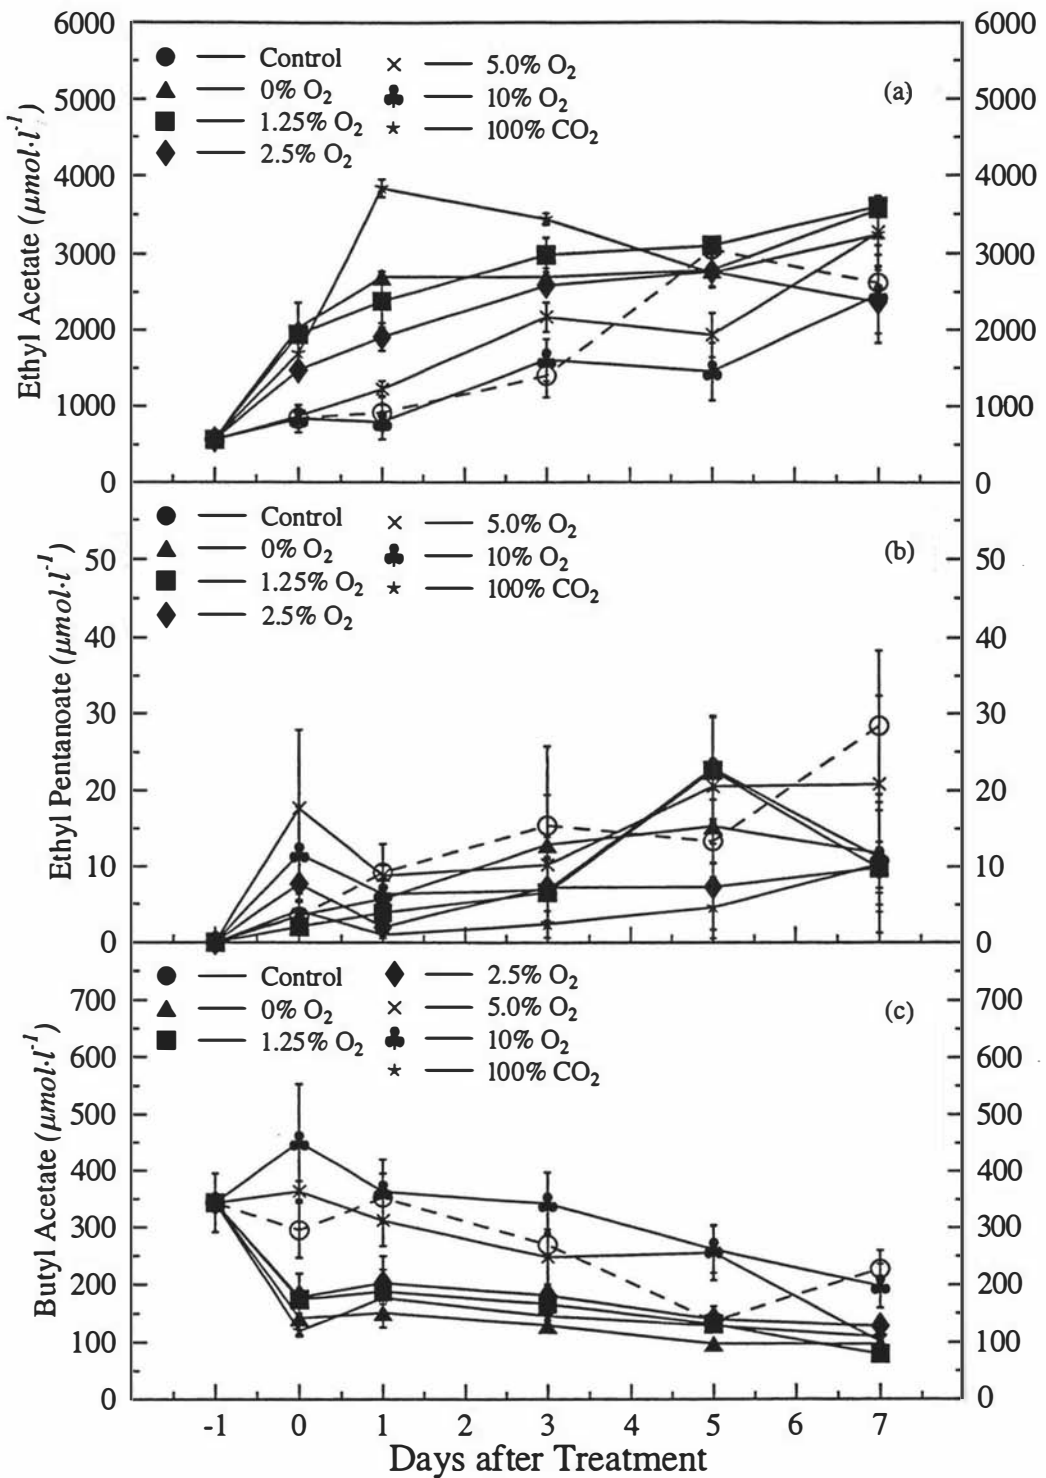 6000 6000
Control 5.0% O2
0% O2 10% O2 (a)
1.25% O2 100% CO2
2.5% O2
5000 5000
4000 4000
3000 3000
2000 2000
1000 1000
0 0
Ethyl Acetate (μmol·l-1)
Control 5.0% O2
0% O2 10% O2 (b)
1.25% O2 100% CO2
2.5% O2
50 50
40 40
30 30
20 20
10 10
0 0
Ethyl Pentanoate (μmol·l-1)
Control 2.5% O2
0% O2 5.0% O2 (c)
1.25% O2 10% O2
100% CO2
700 700
600 600
500 500
400 400
300 300
200 200
100 100
0 0
Butyl Acetate (μmol·l-1)
-1 0 1 2 3 4 5 6 7
Days after Treatment